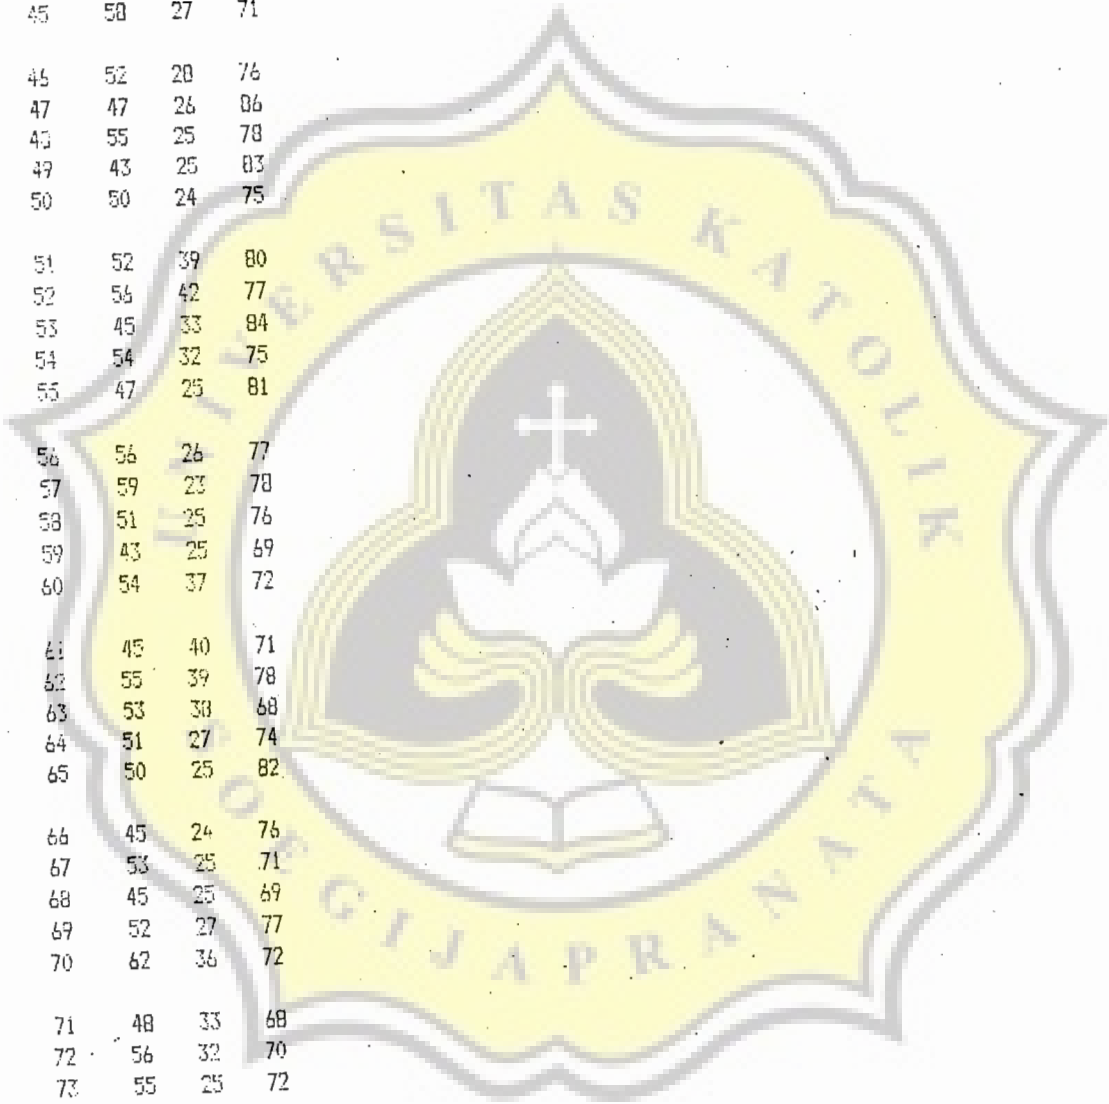 45 58 27 71
46 52 28 76
47 47 26 86
48 55 25 78
49 43 25 83
50 50 24 75
51 52 39 80
52 56 42 77
53 45 33 84
54 54 32 75
55 47 25 81
56 56 26 77
57 59 23 78
58 51 25 76
59 43 25 69
60 54 37 72
61 45 40 71
62 55 39 78
63 53 38 68
64 51 27 74
65 50 25 82
66 45 24 76
67 53 25 71
68 45 25 69
69 52 27 77
70 62 36 72
71 48 33 68
72 56 32 70
73 55 25 72
UNIVERSITAS KATOLIK
SOEGIJAPRANATA